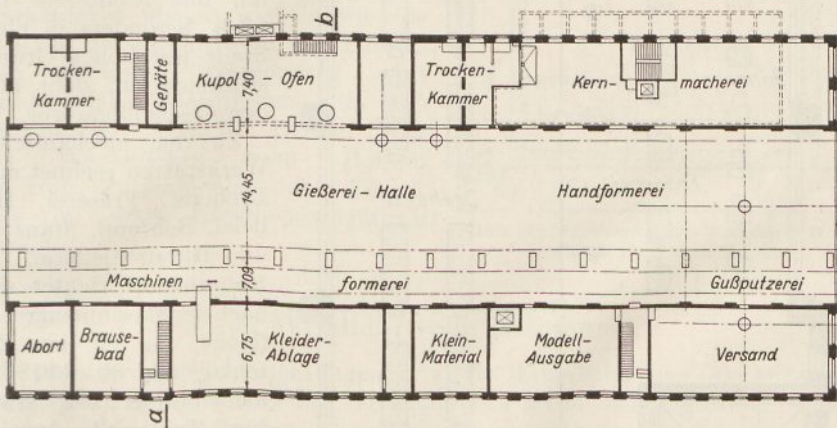 b
Trocken-
Kammer
Geräte
Kupol - Ofen
7,40
Trocken-
Kammer
Kern-
macherei
14,45
Gießerei - Halle
Handformerei
7,09
Maschinen
formerei
Gußputzerei
Abort
Brause-
bad
6,75
Kleider-
Ablage
Klein-
Material
Modell-
Ausgabe
Versand
a